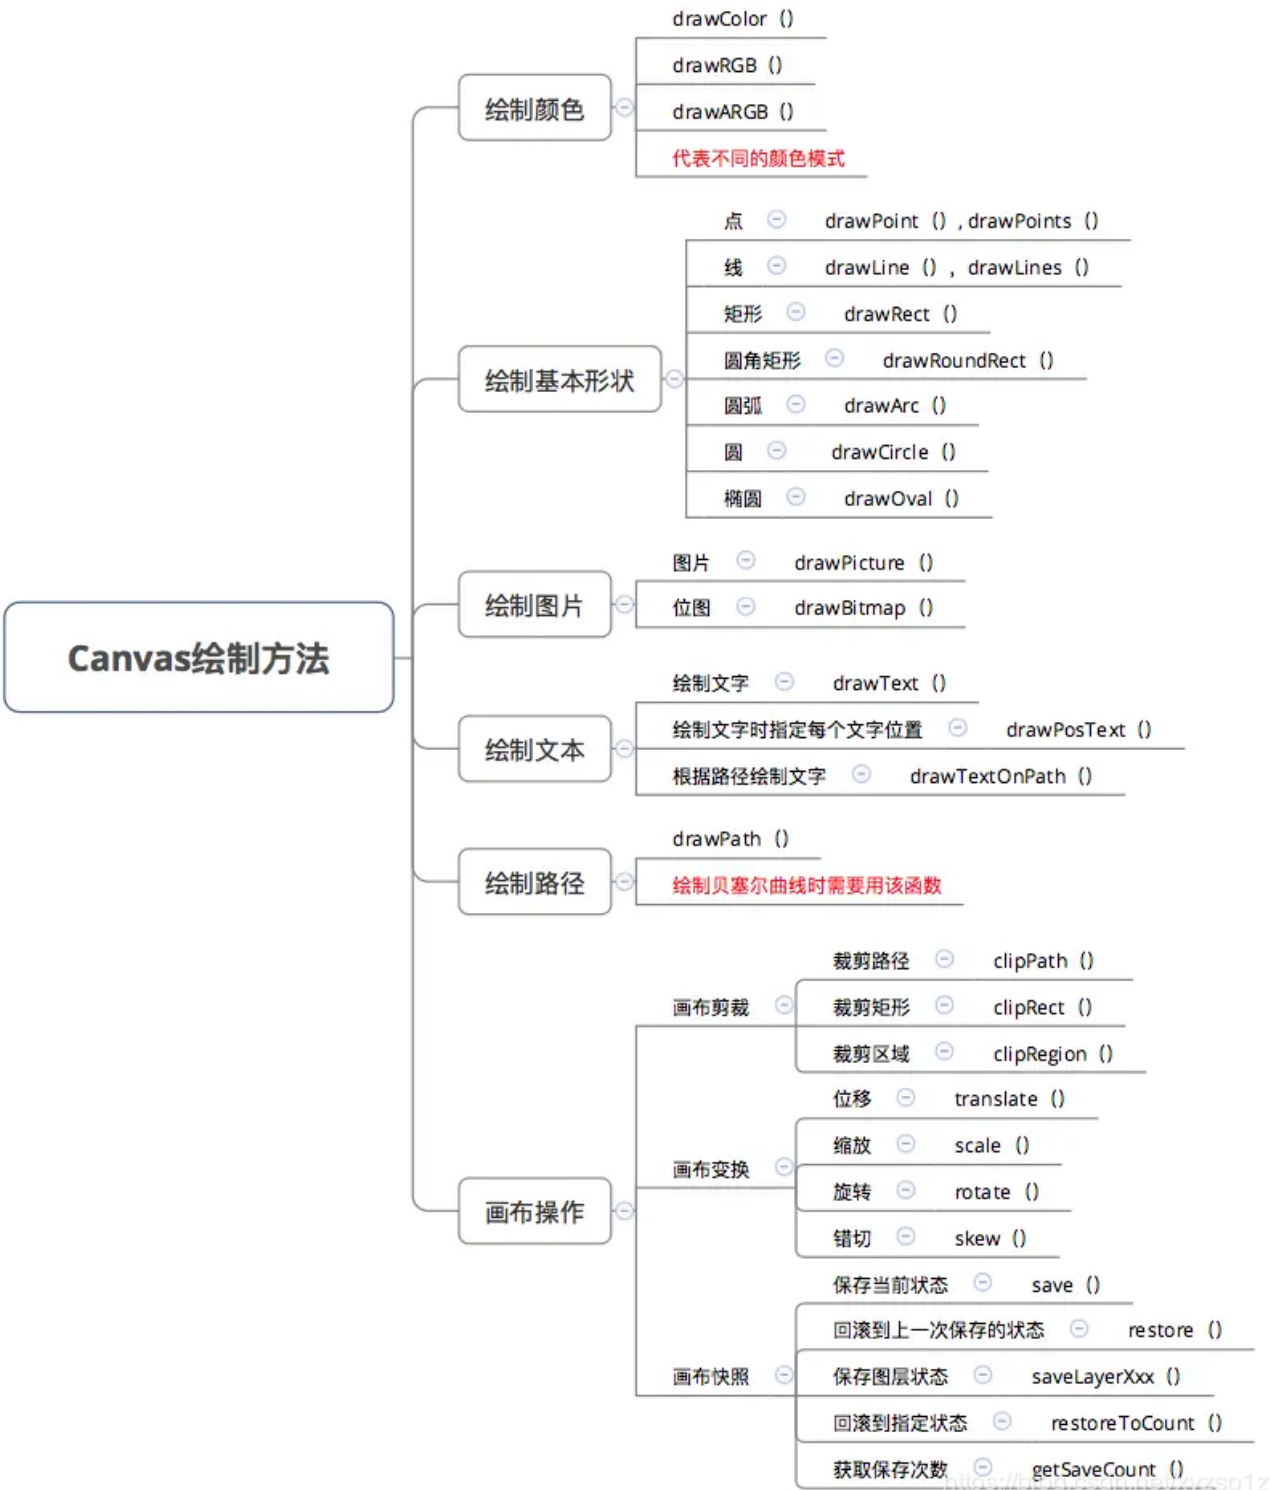 drawColor ()
drawRGB ()
绘制颜色
drawARGB ()
代表不同的颜色模式
点 drawPoint () ,drawPoints ()
线 drawLine () , drawLines ()
矩形 drawRect ()
圆角矩形 drawRoundRect ()
绘制基本形状
圆弧 drawArc ()
圆 drawCircle ()
椭圆 drawOval ()
图片 drawPicture ()
绘制图片
位图 drawBitmap ()
Canvas绘制方法
绘制文字 drawText ()
绘制文字时指定每个文字位置 drawPosText ()
绘制文本
根据路径绘制文字 drawTextOnPath ()
drawPath ()
绘制路径
绘制贝塞尔曲线时需要用该函数
裁剪路径 clipPath ()
画布剪裁 裁剪矩形 clipRect ()
裁剪区域 clipRegion ()
位移 translate ()
缩放 scale ()
画布变换
旋转 rotate ()
画布操作
错切 skew ()
保存当前状态 save ()
回滚到上一次保存的状态 restore ()
画布快照 保存图层状态 saveLayerXxx ()
回滚到指定状态 restoreToCount ()
获取保存次数 getSaveCount ()